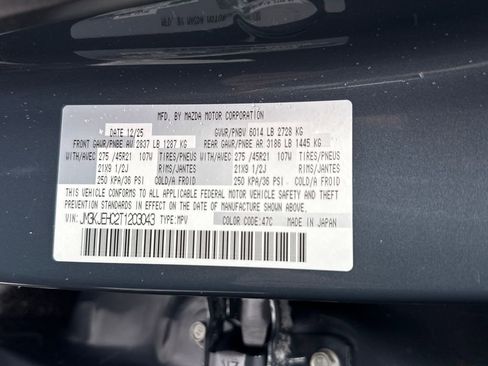 MFD. BY MAZDA MOTOR CORPORATION
DATE 12/25 GVWR/PNBV 6014 LB 2728 KG
FRONT GAWR/PNBE AV 2837 LB 1287 KG REAR GAWR/PNBE AR 3186 LB 1445 KG
WITH/AVEC 275 /45R21 107W TIRES/PNEUS WITH/AVEC 275 /45R21 107W TIRES/PNEUS
21X9 1/2J RIMS/JANTES 21X9 1/2J RIMS/JANTES
250 KPA/36 PSI COLD/A FROID 250 KPA/36 PSI COLD/A FROID
THIS VEHICLE CONFORMS TO ALL APPLICABLE FEDERAL MOTOR VEHICLE SAFETY AND THEFT
PREVENTION STANDARDS IN EFFECT ON THE DATE OF MANUFACTURE SHOWN ABOVE.
VIN: JM3KJEHC2T1203043 TYPE:MPV COLOR CODE:47C MADE IN JAPAN